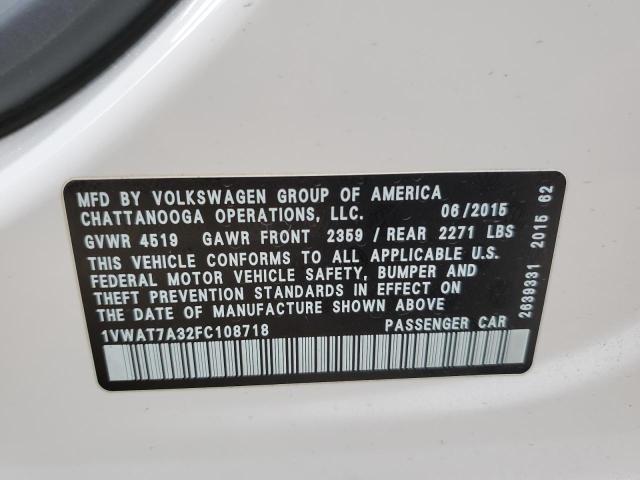 MFD BY VOLKSWAGEN GROUP OF AMERICA
CHATTANOOGA OPERATIONS, LLC. 06/2015
GVWR 4519 GAWR FRONT 2359 / REAR 2271 LBS
THIS VEHICLE CONFORMS TO ALL APPLICABLE U.S.
FEDERAL MOTOR VEHICLE SAFETY, BUMPER AND
THEFT PREVENTION STANDARDS IN EFFECT ON
THE DATE OF MANUFACTURE SHOWN ABOVE
1VWAT7A32FC108718 PASSENGER CAR
2639331 2015 62